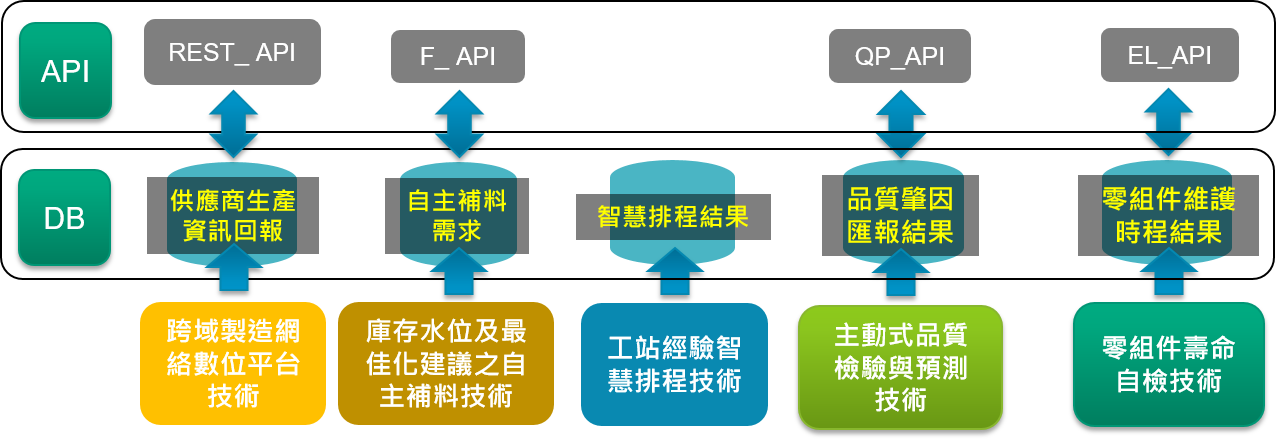 API
REST_ API
F_ API
QP_API
EL_API
DB
供應商生產
資訊回報
自主補料
需求
智慧排程結果
品質肇因
匯報結果
零組件維護
時程結果
跨域製造網
絡數位平台
技術
庫存水位及最
佳化建議之自
主補料技術
工站經驗智
慧排程技術
主動式品質
檢驗與預測
技術
零組件壽命
自檢技術